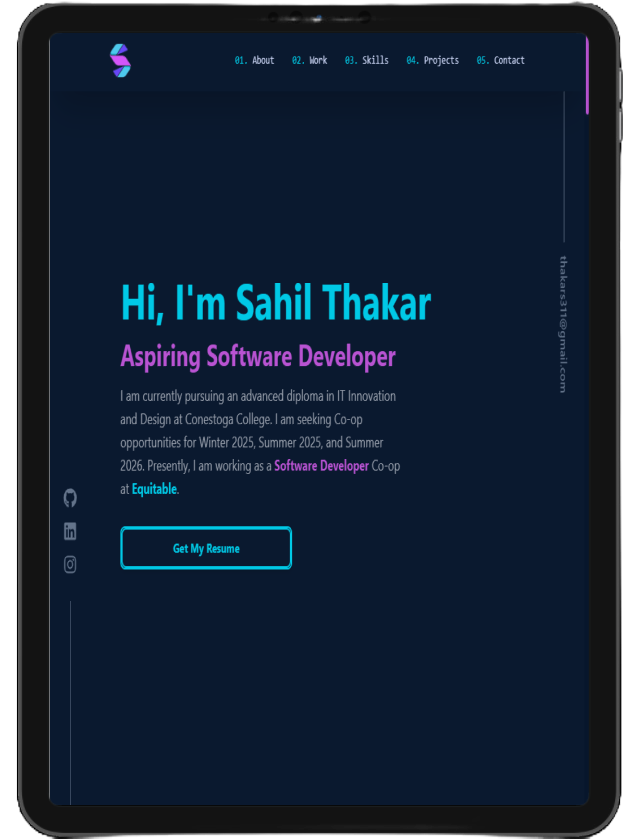 01. About 02. Work 03. Skills 04. Projects 05. Contact
Hi, I'm Sahil Thakar
Aspiring Software Developer
I am currently pursuing an advanced diploma in IT Innovation
and Design at Conestoga College. I am seeking Co-op
opportunities for Winter 2025, Summer 2025, and Summer
2026. Presently, I am working as a Software Developer Co-op
at Equitable.
Get My Resume
thakars311@gmail.com